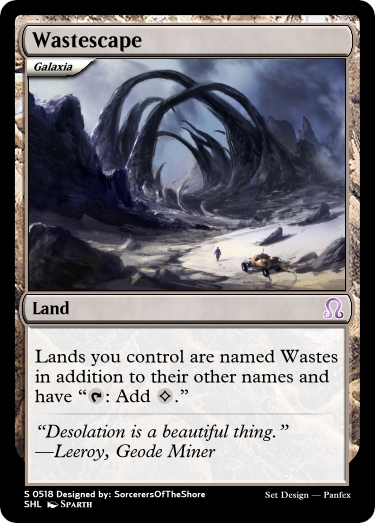 Wastescape
Galaxia
Land
Lands you control are named Wastes
in addition to their other names and
have “: Add .”
“Desolation is a beautiful thing.”
—Leeroy, Geode Miner
S 0518 Designed by: SorcerersOfTheShore
SHL Sparth
Set Design — Panfex